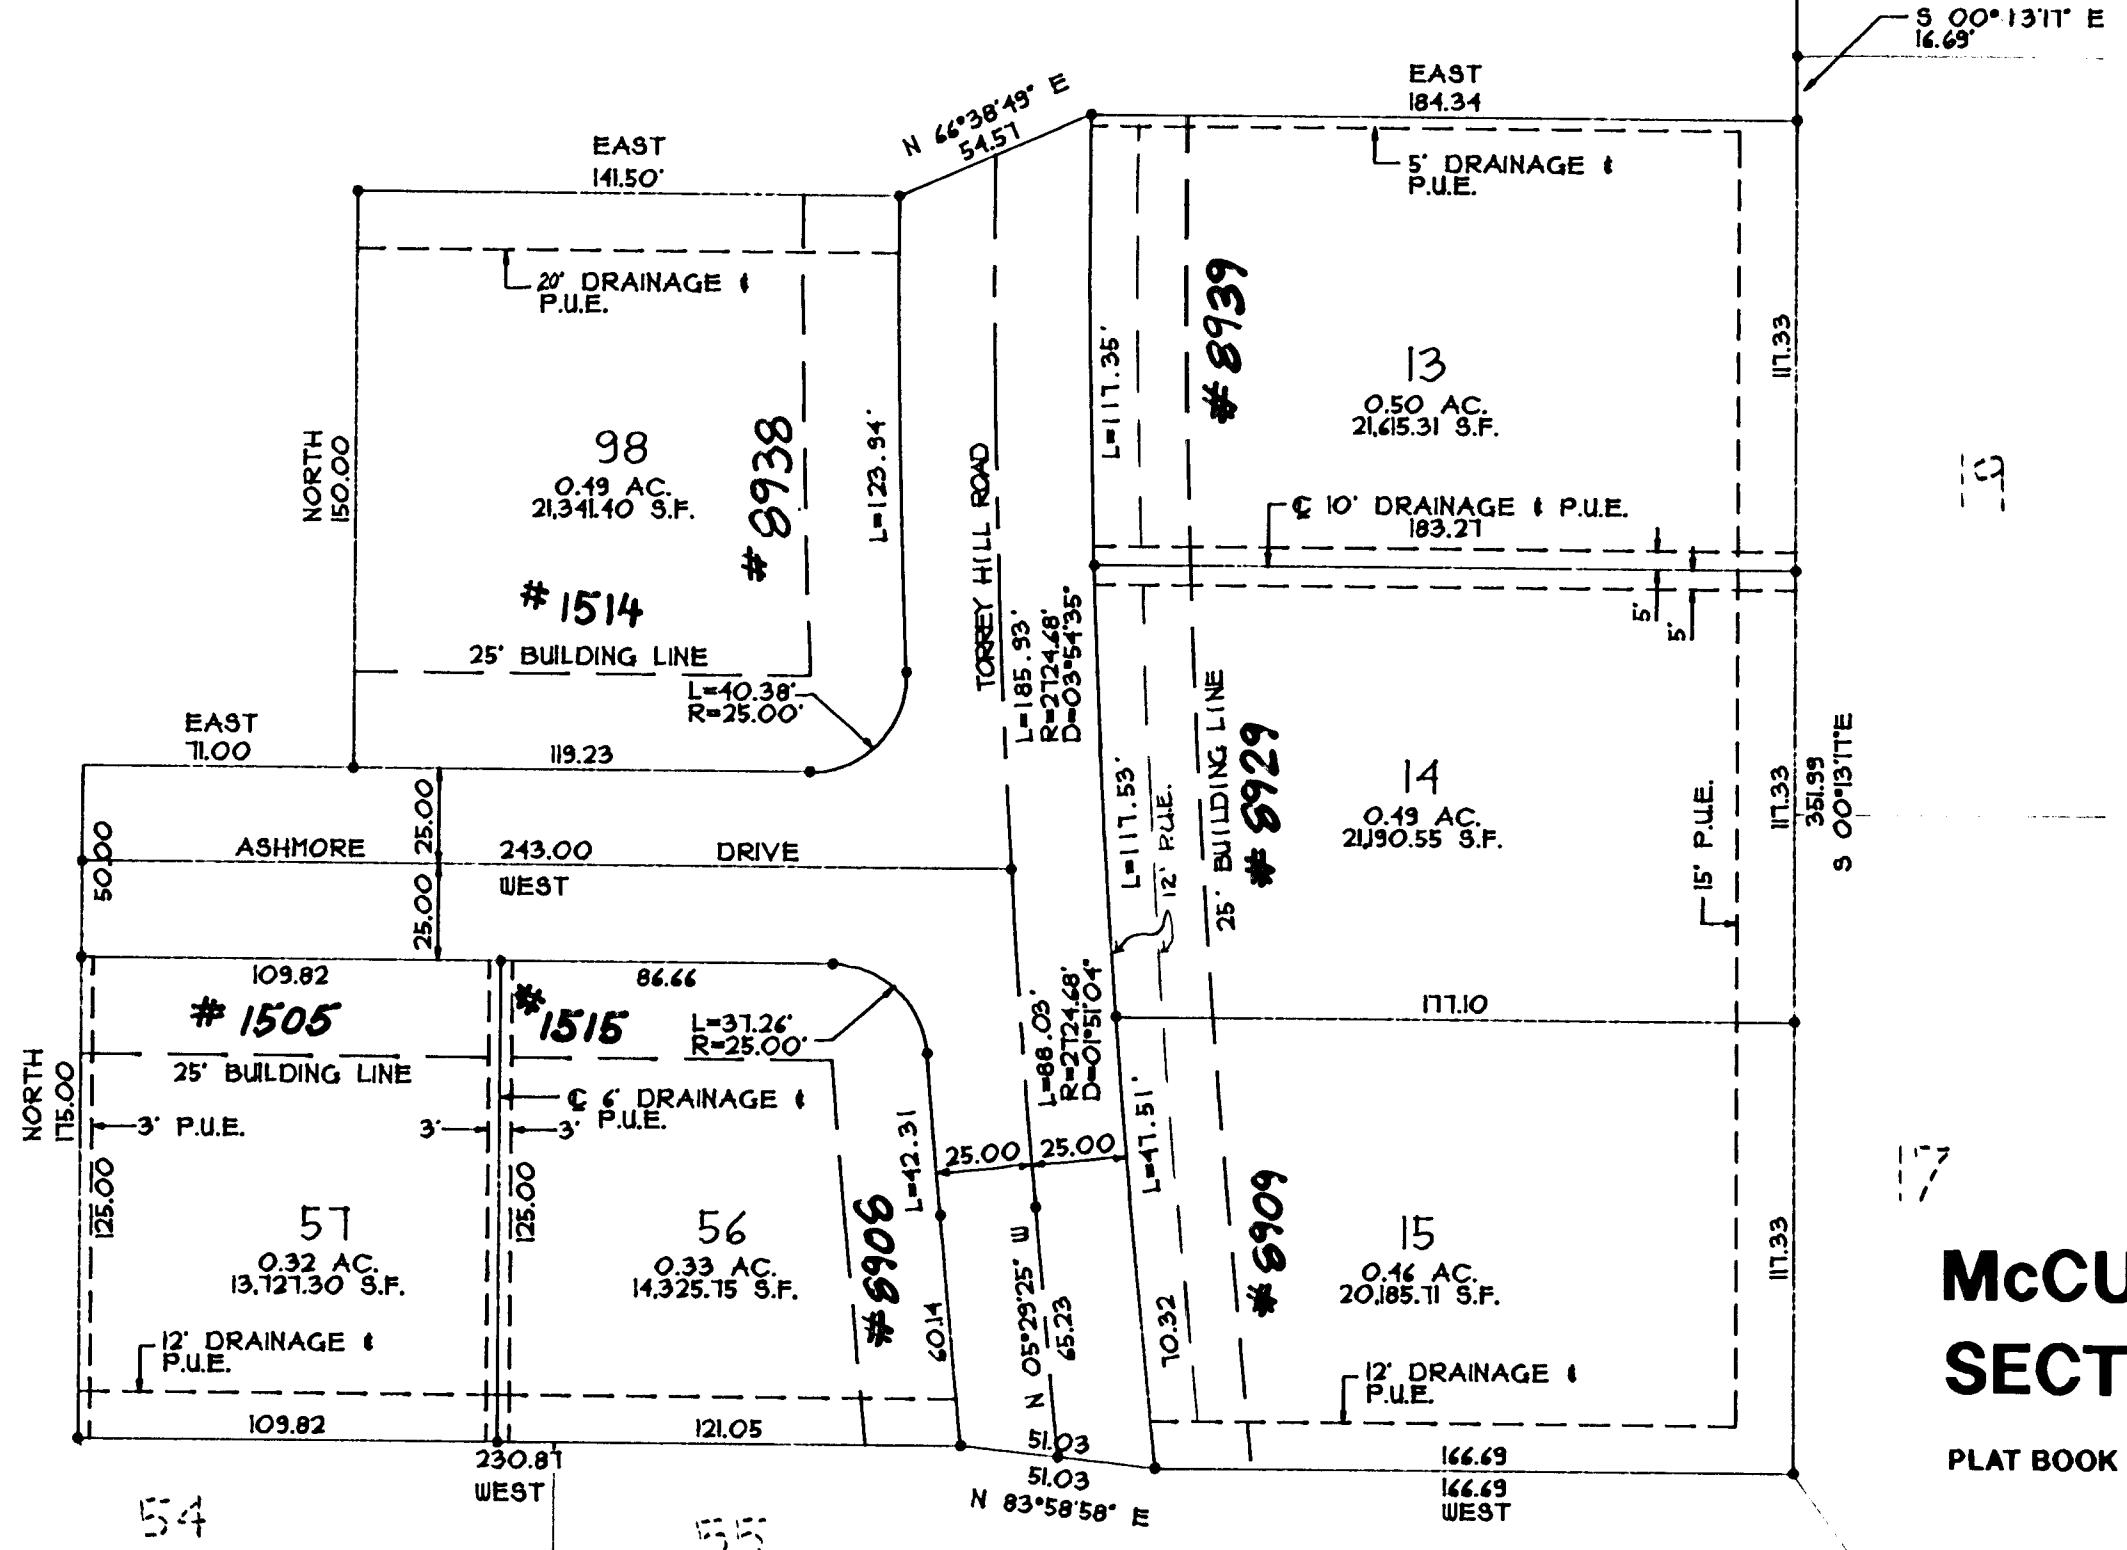 S 00°13'17" E
16.69'
EAST
184.34
N 66°38'49" E
54.57
5' DRAINAGE &
P.U.E.
EAST
141.50'
20' DRAINAGE &
P.U.E.
# 8939
L=117.35'
13
0.50 AC.
21,615.31 S.F.
117.33
NORTH
150.00
98
0.49 AC.
21,341.40 S.F.
# 8938
L=123.94'
TORREY HILL ROAD
19
℄ 10' DRAINAGE & P.U.E.
183.27
5'
5'
# 1514
25' BUILDING LINE
L=40.38'
R=25.00'
L=185.93'
R=2724.68'
D=03°54'35"
EAST
71.00
119.23
25.00
25.00
50.00
ASHMORE 243.00 DRIVE
WEST
L=117.53'
12' P.U.E.
25' BUILDING LINE
# 8929
14
0.49 AC.
21,190.55 S.F.
15' P.U.E.
117.33
351.99
S 00°13'17"E
109.82
86.66
# 1505
# 1515
L=37.26'
R=25.00'
L=88.03'
R=2724.68'
D=01°51'04"
177.10
25' BUILDING LINE
℄ 6' DRAINAGE &
P.U.E.
3' P.U.E.
3'
3'
NORTH
175.00
125.00
125.00
L=42.31
25.00
25.00
L=47.51'
17
57
0.32 AC.
13,727.30 S.F.
56
0.33 AC.
14,325.75 S.F.
# 8908
60.14
N 05°29'25" W
65.23
70.32
# 8909
15
0.46 AC.
20,185.71 S.F.
117.33
McCU
SECT
PLAT BOOK
12' DRAINAGE &
P.U.E.
12' DRAINAGE &
P.U.E.
109.82
121.05
230.87
WEST
51.03
51.03
N 83°58'58" E
166.69
166.69
WEST
54
55